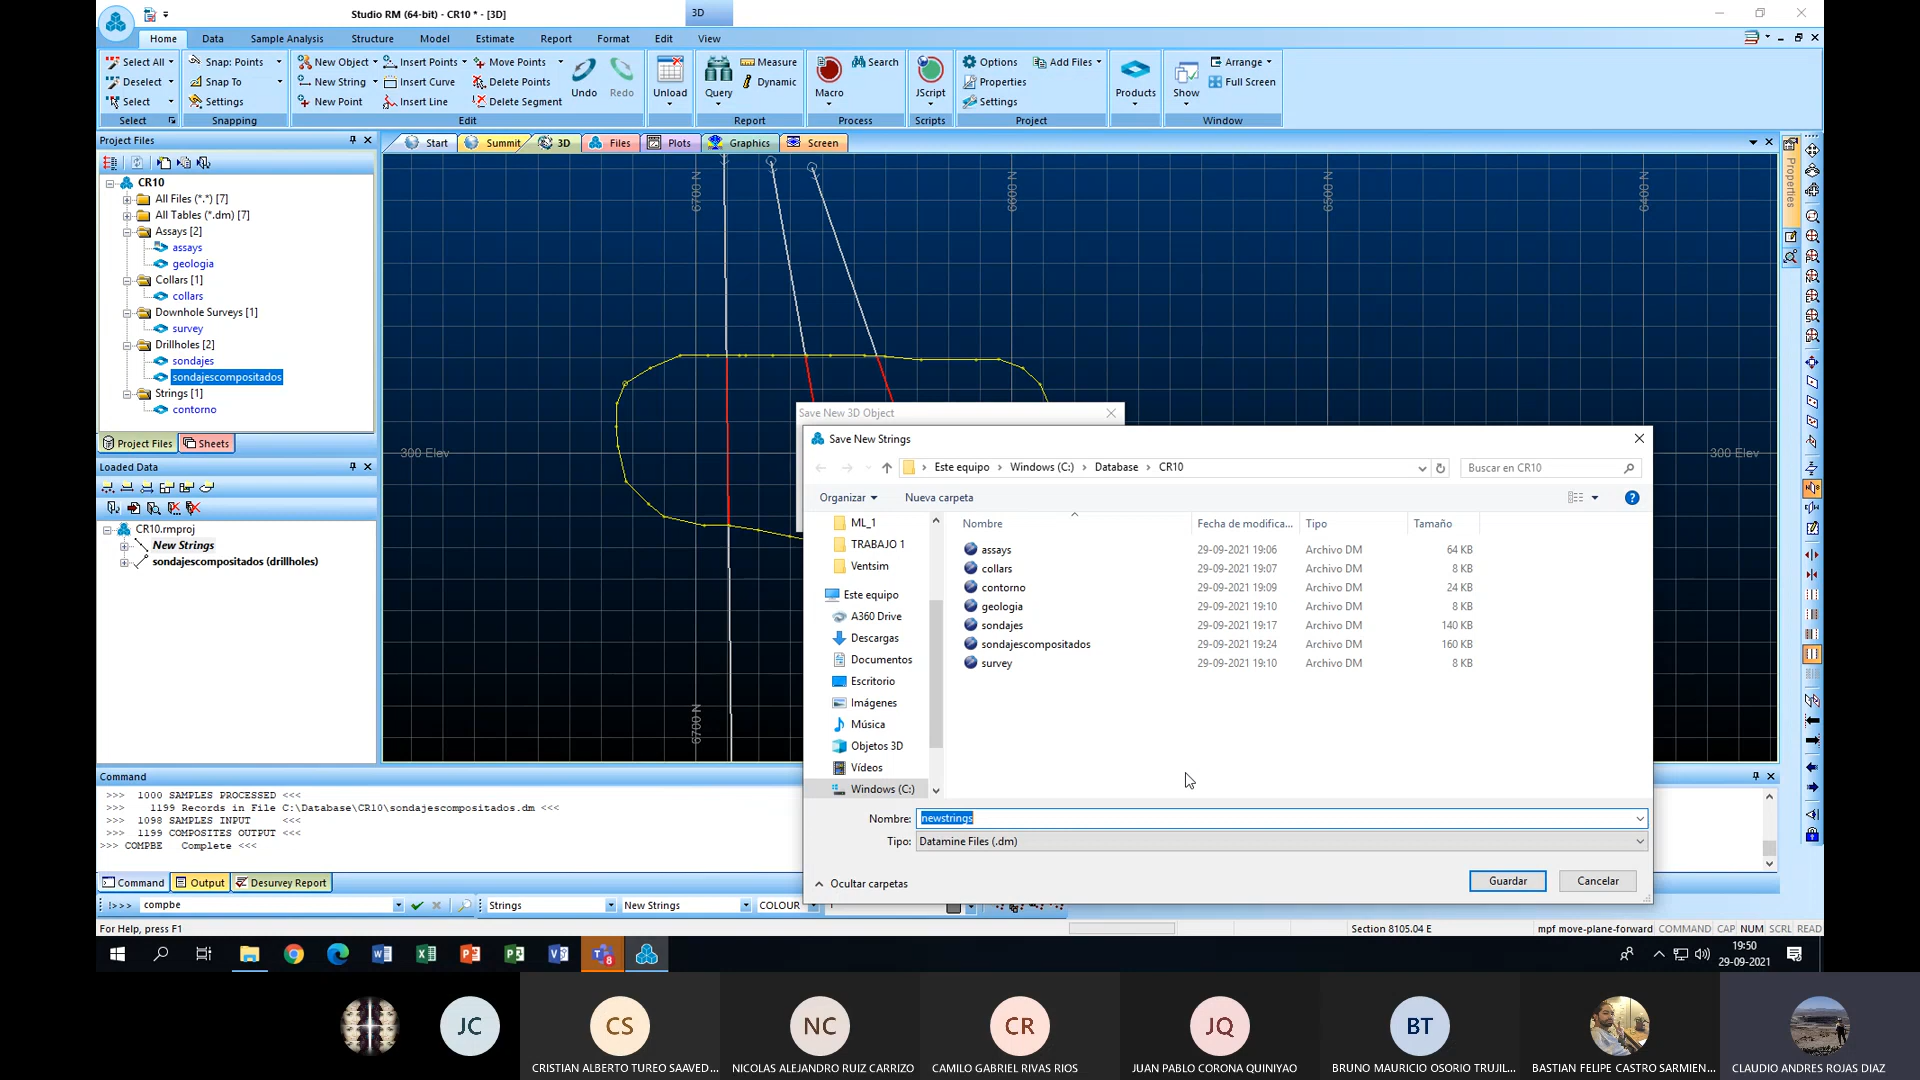 Studio RM (64-bit) - CR10 * - [3D]
3D
Home Data Sample Analysis Structure Model Estimate Report Format Edit View
Select All Snap: Points New Object Insert Points Move Points Measure Search Options Add Files Arrange
Deselect Snap To New String Insert Curve Delete Points Dynamic Properties Full Screen
Select Settings New Point Insert Line Delete Segment Settings
Undo Redo Unload Query Macro JScript Products Show
Select Snapping Edit Report Process Scripts Project Window
Project Files
Start Summit 3D Files Plots Graphics Screen
Properties
CR10
All Files (*.*) [7]
All Tables (*.dm) [7]
Assays [2]
assays
geologia
Collars [1]
collars
Downhole Surveys [1]
survey
Drillholes [2]
sondajes
sondajescompositados
Strings [1]
contorno
Project Files Sheets
6700 N 6600 N 6500 N 6400 N
300 Elev 300 Elev
6700 N
Loaded Data
CR10.rmproj
New Strings
sondajescompositados (drillholes)
Save New 3D Object
Save New Strings
Este equipo › Windows (C:) › Database › CR10
Buscar en CR10
Organizar Nueva carpeta
ML_1
TRABAJO 1
Ventsim
Este equipo
A360 Drive
Descargas
Documentos
Escritorio
Imágenes
Música
Objetos 3D
Vídeos
Windows (C:)
Nombre Fecha de modifica... Tipo Tamaño
assays 29-09-2021 19:06 Archivo DM 64 KB
collars 29-09-2021 19:07 Archivo DM 8 KB
contorno 29-09-2021 19:09 Archivo DM 24 KB
geologia 29-09-2021 19:10 Archivo DM 8 KB
sondajes 29-09-2021 19:17 Archivo DM 140 KB
sondajescompositados 29-09-2021 19:24 Archivo DM 160 KB
survey 29-09-2021 19:10 Archivo DM 8 KB
Nombre: newstrings
Tipo: Datamine Files (.dm)
Ocultar carpetas
Guardar Cancelar
Command
>>> 1000 SAMPLES PROCESSED <<<
>>> 1199 Records in File C:\Database\CR10\sondajescompositados.dm <<<
>>> 1098 SAMPLES INPUT <<<
>>> 1199 COMPOSITES OUTPUT <<<
>>> COMPBE Complete <<<
Command Output Desurvey Report
!>>> compbe Strings New Strings COLOUR
For Help, press F1
Section 8105.04 E
mpf move-plane-forward COMMAND CAP NUM SCRL READ
19:50
29-09-2021
JC CS NC CR JQ BT
CRISTIAN ALBERTO TUREO SAAVED... NICOLAS ALEJANDRO RUIZ CARRIZO CAMILO GABRIEL RIVAS RIOS JUAN PABLO CORONA QUINIYAO BRUNO MAURICIO OSORIO TRUJIL... BASTIAN FELIPE CASTRO SARMIEN... CLAUDIO ANDRES ROJAS DIAZ